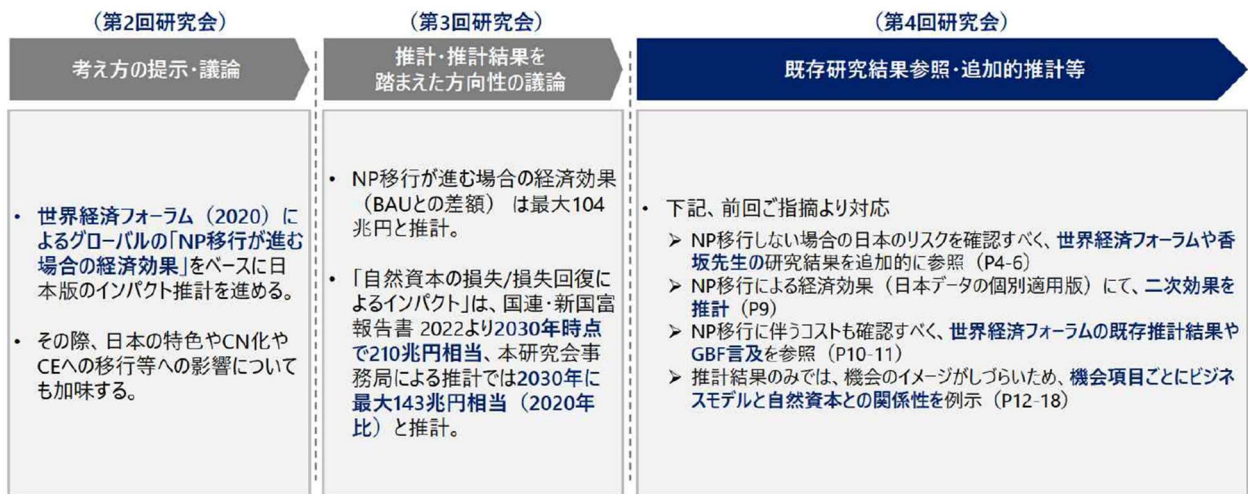 （第2回研究会）
考え方の提示・議論
• 世界経済フォーラム（2020）に
よるグローバルの「NP移行が進む
場合の経済効果」をベースに日
本版のインパクト推計を進める。
• その際、日本の特色やCN化や
CEへの移行等への影響について
も加味する。
（第3回研究会）
推計・推計結果を
踏まえた方向性の議論
• NP移行が進む場合の経済効果
（BAUとの差額） は最大104
兆円と推計。
• 「自然資本の損失/損失回復に
よるインパクト」は、国連・新国富
報告書 2022より2030年時点
で210兆円相当、本研究会事
務局による推計では2030年に
最大143兆円相当（2020年
比）と推計。
（第4回研究会）
既存研究結果参照・追加的推計等
• 下記、前回ご指摘より対応
➢ NP移行しない場合の日本のリスクを確認すべく、世界経済フォーラムや香
坂先生の研究結果を追加的に参照（P4-6）
➢ NP移行による経済効果（日本データの個別適用版）にて、二次効果を
推計（P9）
➢ NP移行に伴うコストも確認すべく、世界経済フォーラムの既存推計結果や
GBF言及を参照（P10-11）
➢ 推計結果のみでは、機会のイメージがしづらいため、機会項目ごとにビジネ
スモデルと自然資本との関係性を例示（P12-18）